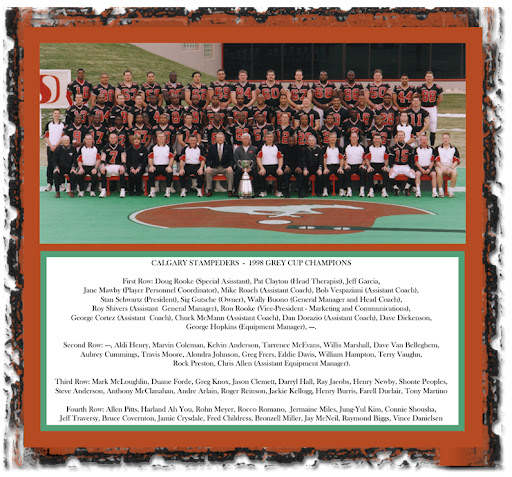 CALGARY STAMPEDERS - 1998 GREY CUP CHAMPIONS
First Row: Doug Rooke (Special Assistant), Pat Clayton (Head Therapist), Jeff Garcia,
Jane Mawby (Player Personnel Coordinator), Mike Roach (Assistant Coach), Bob Vespaziani (Assistant Coach),
Stan Schwartz (President), Sig Gutsche (Owner), Wally Buono (General Manager and Head Coach),
Roy Shivers (Assistant General Manager), Ron Rooke (Vice-President - Marketing and Communications),
George Cortez (Assistant Coach), Chuck McMann (Assistant Coach), Dan Dorazio (Assistant Coach), Dave Dickenson,
George Hopkins (Equipment Manager), ---.
Second Row: ---, Aldi Henry, Marvin Coleman, Kelvin Anderson, Tarrence McEvans, Willis Marshall, Dave Van Belleghem,
Aubrey Cummings, Travis Moore, Alondra Johnson, Greg Frers, Eddie Davis, William Hampton, Terry Vaughn,
Rock Preston, Chris Allen (Assistant Equipment Manager).
Third Row: Mark McLoughlin, Duane Forde, Greg Knox, Jason Clemett, Darryl Hall, Ray Jacobs, Henry Newby, Shonte Peoples,
Steve Anderson, Anthony McClanahan, Andre Arlain, Roger Reinson, Jackie Kellogg, Henry Burris, Farell Duclair, Tony Martino
Fourth Row: Allen Pitts, Harland Ah You, Rohn Meyer, Rocco Romano, Jermaine Miles, Jung-Yul Kim, Connie Shousha,
Jeff Traversy, Bruce Covernton, Jamie Crysdale, Fred Childress, Bronzell Miller, Jay McNeil, Raymond Biggs, Vince Danielsen